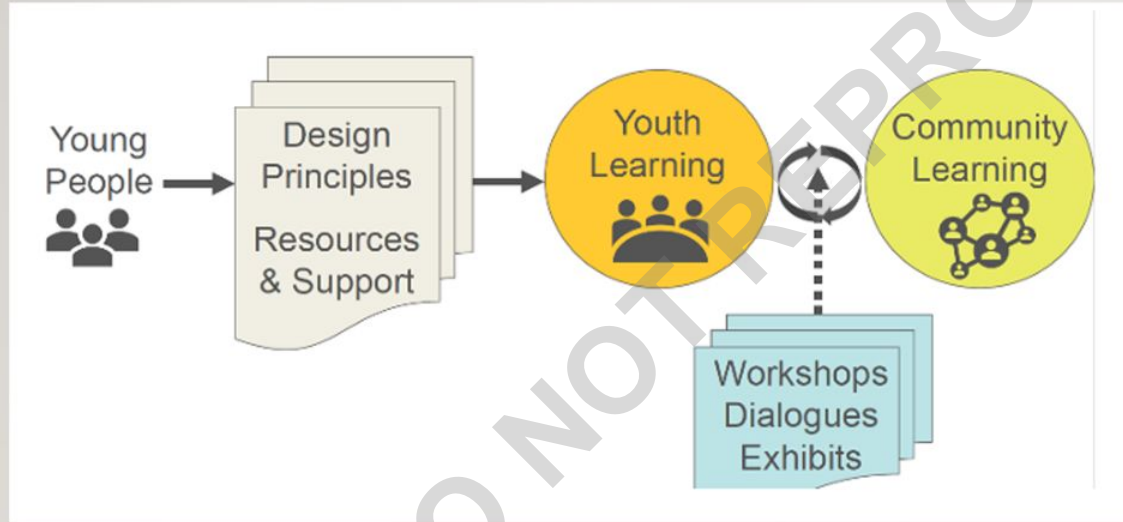 Young
People
Design
Principles
Resources
& Support
Youth
Learning
Community
Learning
Workshops
Dialogues
Exhibits
O NOT REPRO